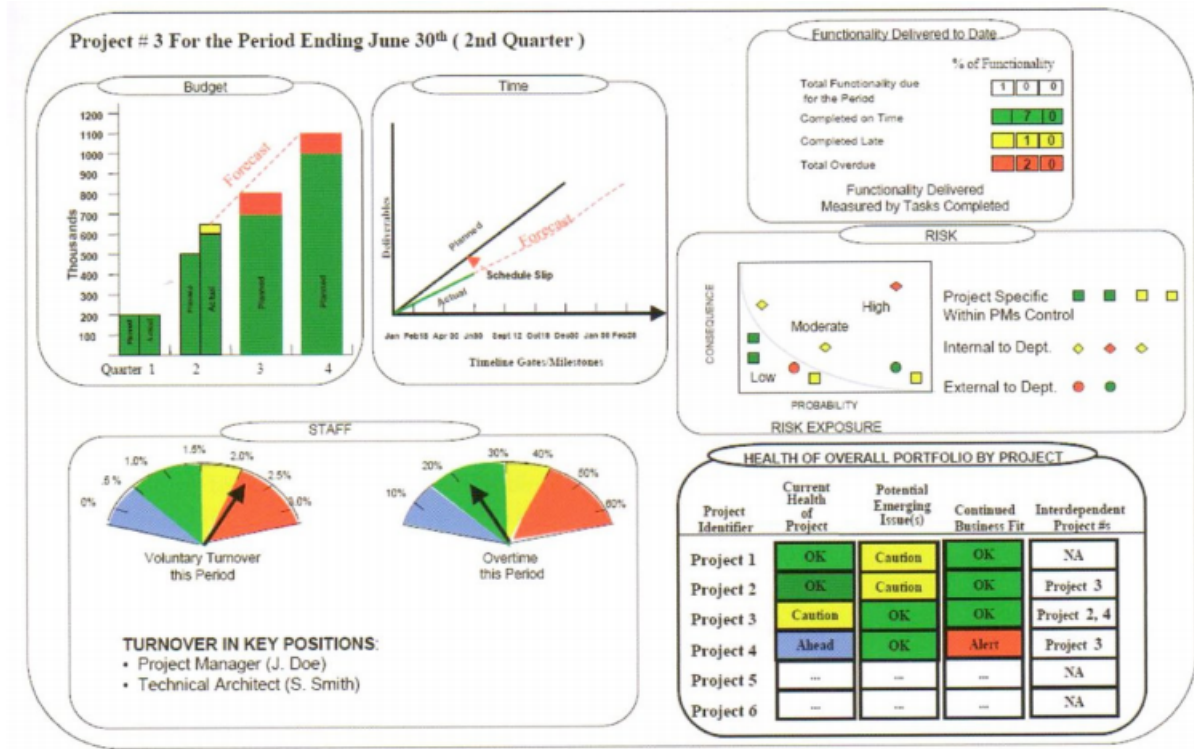 Project # 3 For the Period Ending June 30th ( 2nd Quarter )
Budget
1200
1100
1000
900
800
700
600
500
400
300
200
100
Thousands
Forecast
Planned
Actual
Planned
Actual
Planned
Planned
Quarter 1 2 3 4
Time
Deliverables
Planned
Forecast
Schedule Slip
Actual
Timeline Gates/Milestones
Functionality Delivered to Date
% of Functionality
Total Functionality due
for the Period
1 0 0
Completed on Time
7 0
Completed Late
1 0
Total Overdue
2 0
Functionality Delivered
Measured by Tasks Completed
RISK
CONSEQUENCE
High
Moderate
Low
PROBABILITY
RISK EXPOSURE
Project Specific
Within PMs Control
Internal to Dept.
External to Dept.
STAFF
0%
.5%
1.0%
1.5%
2.0%
2.5%
3.0%
Voluntary Turnover
this Period
10%
20%
30%
40%
50%
60%
Overtime
this Period
TURNOVER IN KEY POSITIONS:
• Project Manager (J. Doe)
• Technical Architect (S. Smith)
HEALTH OF OVERALL PORTFOLIO BY PROJECT
Project Identifier Current Health of Project Potential Emerging Issue(s) Continued Business Fit Interdependent Project #s
Project 1 OK Caution OK NA
Project 2 OK Caution OK Project 3
Project 3 Caution OK OK Project 2, 4
Project 4 Ahead OK Alert Project 3
Project 5 ... ... ... NA
Project 6 ... ... ... NA